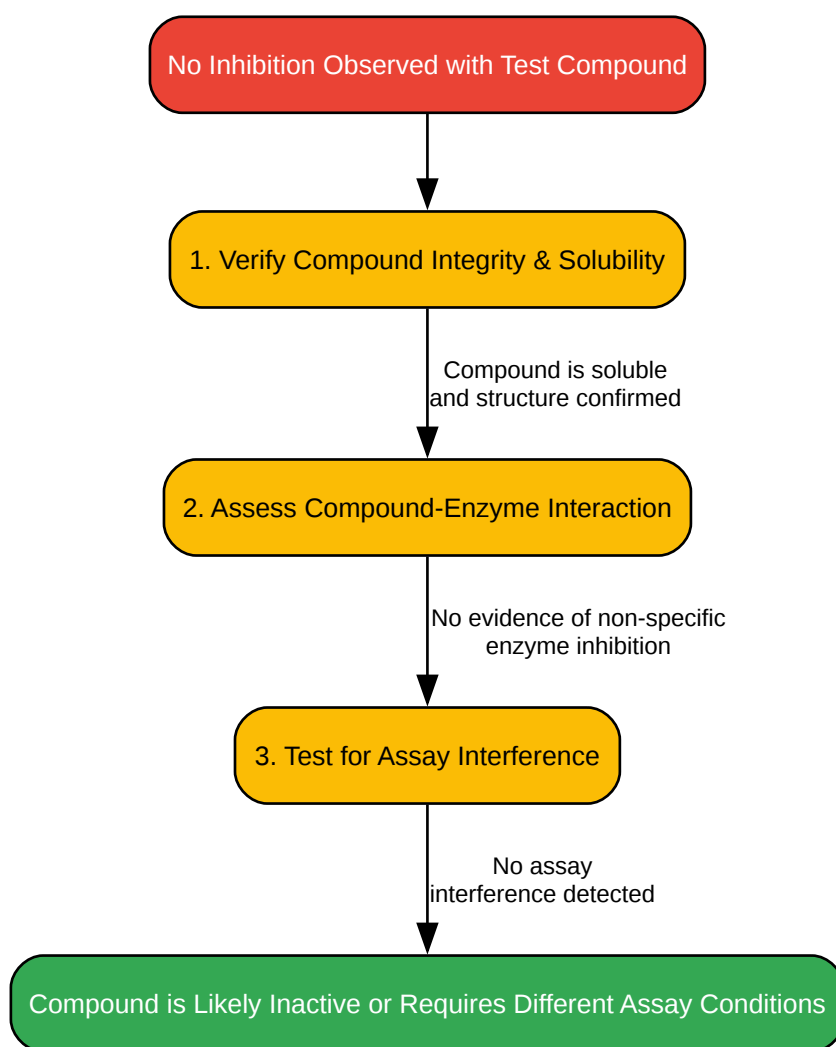 No Inhibition Observed with Test Compound
1. Verify Compound Integrity & Solubility
Compound is soluble
and structure confirmed
2. Assess Compound-Enzyme Interaction
No evidence of non-specific
enzyme inhibition
3. Test for Assay Interference
No assay
interference detected
Compound is Likely Inactive or Requires Different Assay Conditions